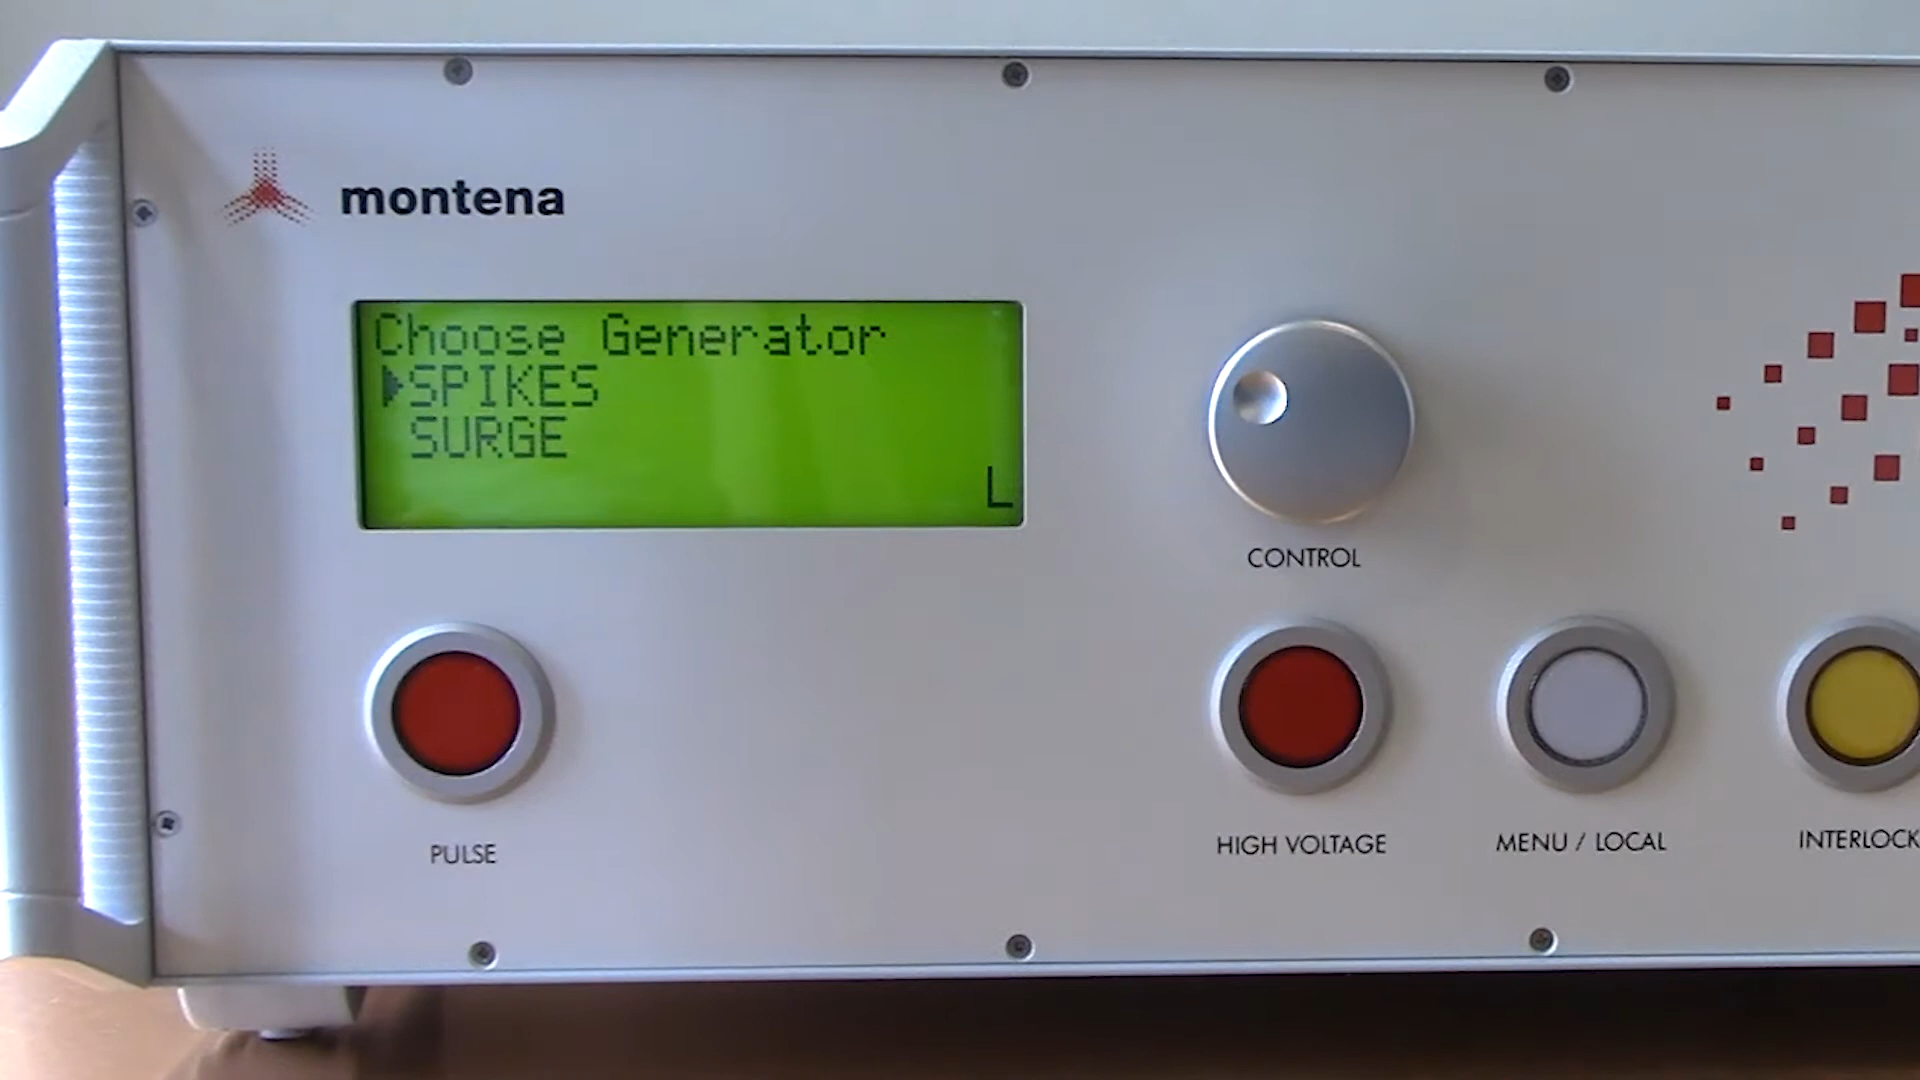 montena
Choose Generator
▶SPIKES
SURGE
L
CONTROL
PULSE
HIGH VOLTAGE
MENU / LOCAL
INTERLOCK